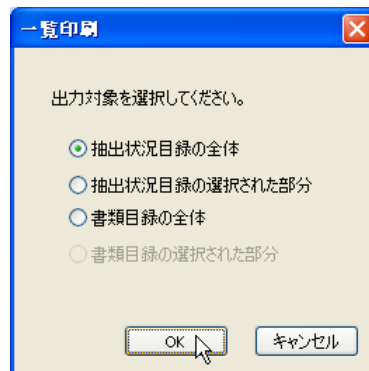 一覧印刷
出力対象を選択してください。
抽出状況目録の全体
抽出状況目録の選択された部分
書類目録の全体
書類目録の選択された部分
OK
キャンセル